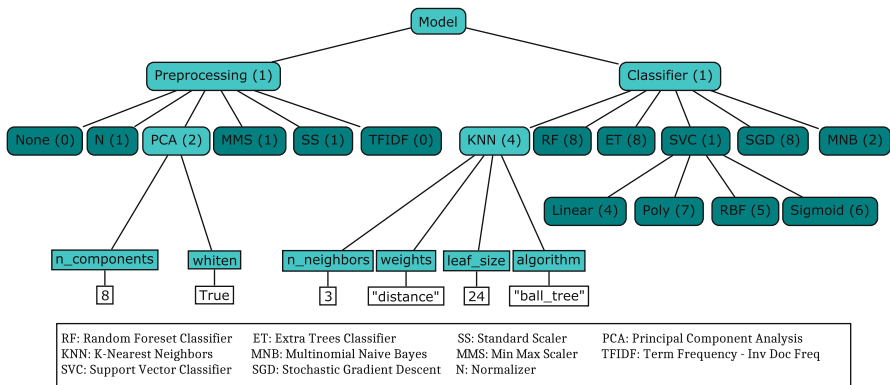 Model
Preprocessing (1) Classifier (1)
None (0) N (1) PCA (2) MMS (1) SS (1) TFIDF (0) KNN (4) RF (8) ET (8) SVC (1) SGD (8) MNB (2)
Linear (4) Poly (7) RBF (5) Sigmoid (6)
n_components whiten n_neighbors weights leaf_size algorithm
8 True 3 "distance" 24 "ball_tree"
RF: Random Foreset Classifier ET: Extra Trees Classifier SS: Standard Scaler PCA: Principal Component Analysis
KNN: K-Nearest Neighbors MNB: Multinomial Naive Bayes MMS: Min Max Scaler TFIDF: Term Frequency - Inv Doc Freq
SVC: Support Vector Classifier SGD: Stochastic Gradient Descent N: Normalizer